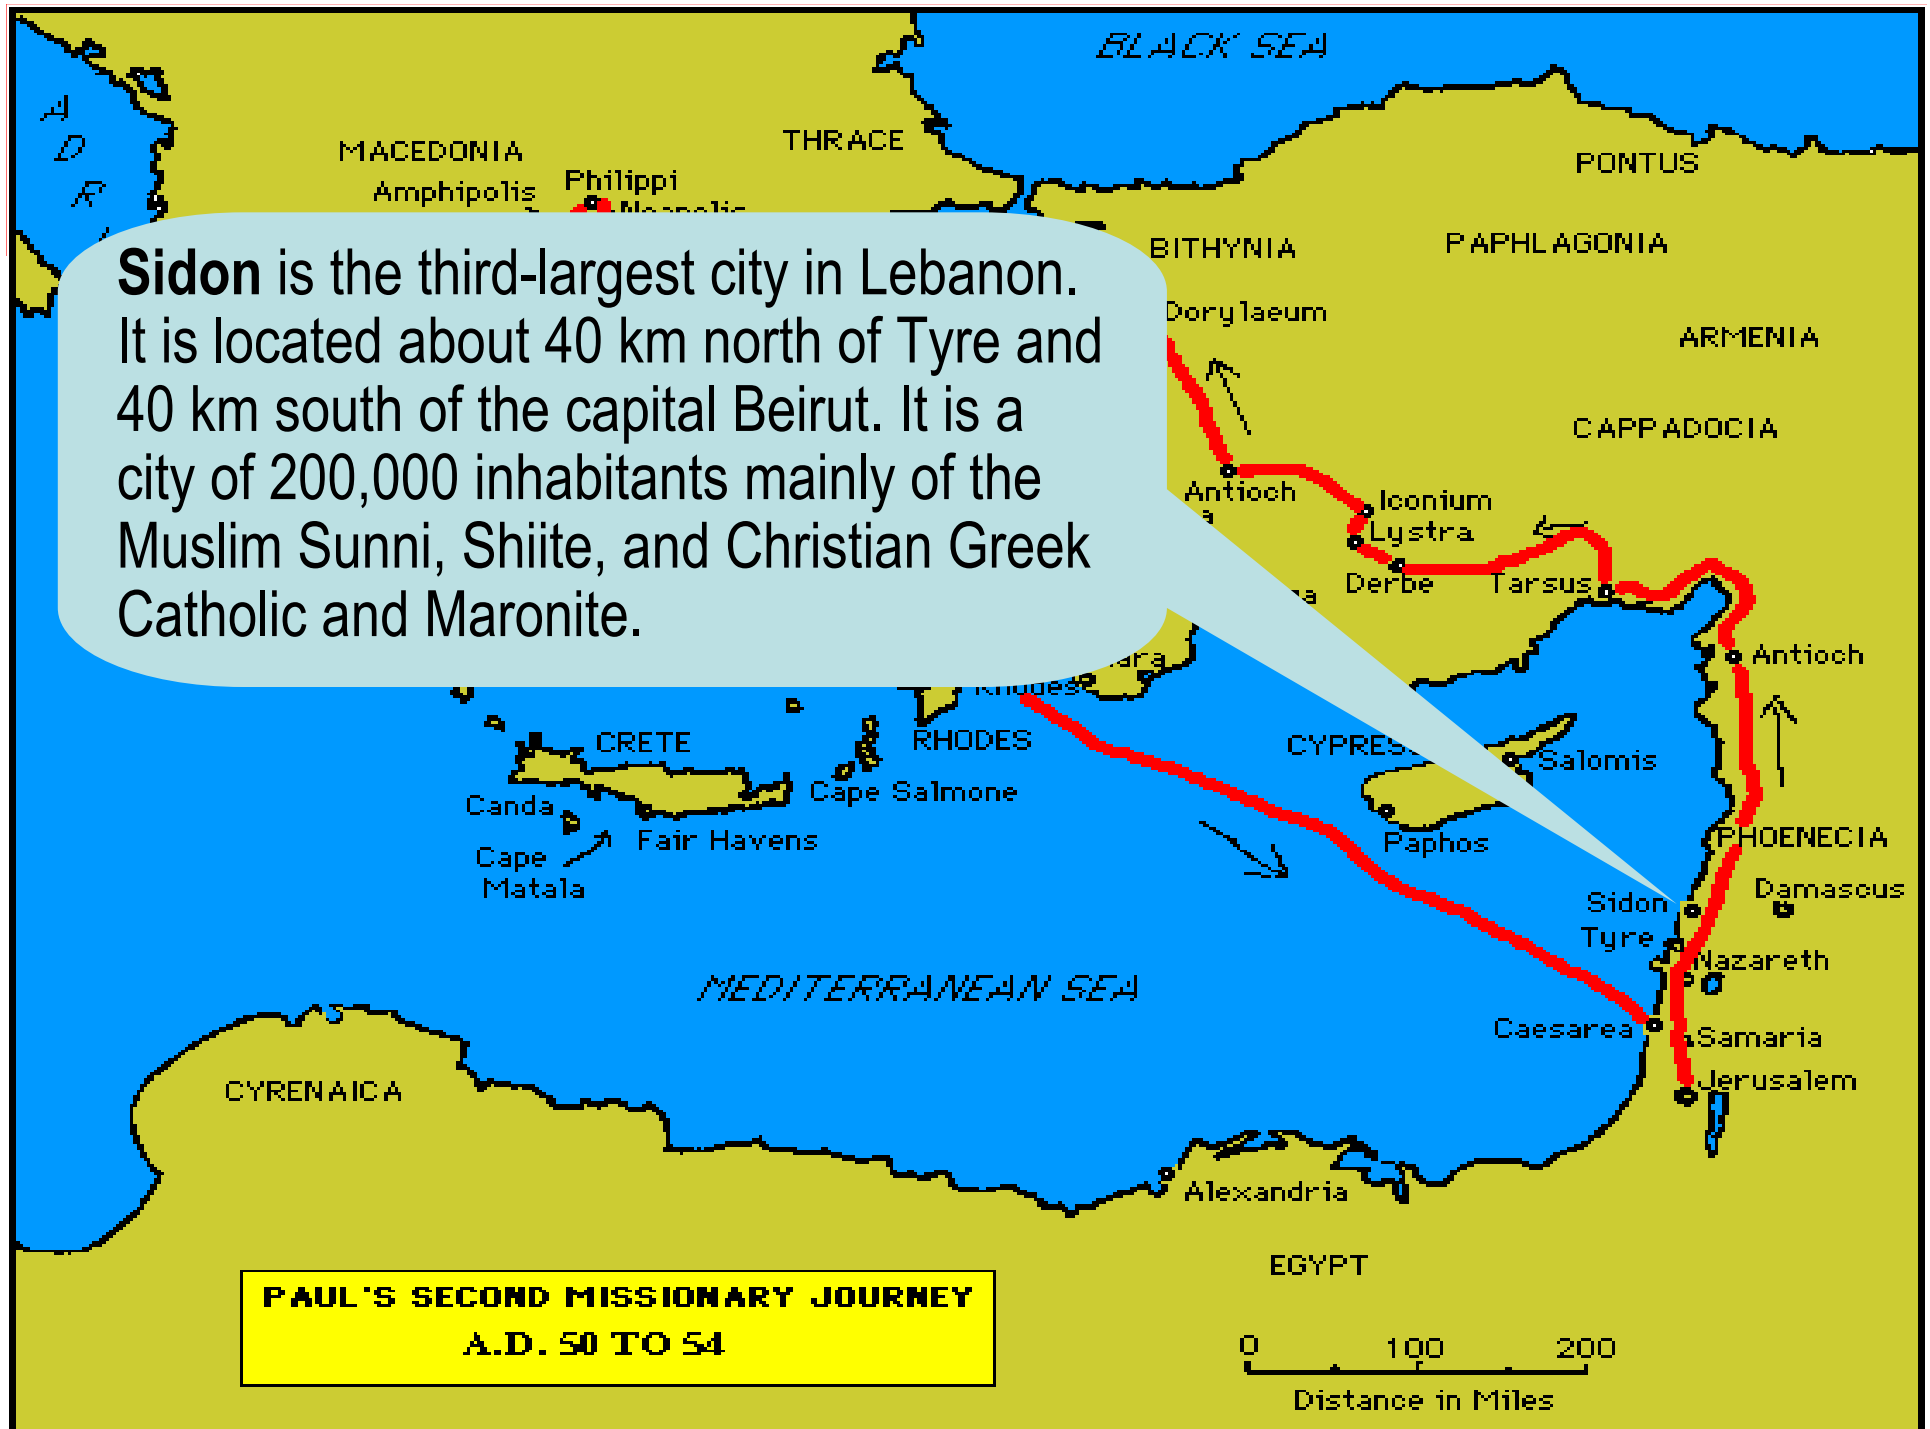 BLACK SEA
A
D
R
MACEDONIA
THRACE
PONTUS
Amphipolis
Philippi
Neapolis
BITHYNIA
PAPHLAGONIA
Sidon is the third-largest city in Lebanon.
It is located about 40 km north of Tyre and
40 km south of the capital Beirut. It is a
city of 200,000 inhabitants mainly of the
Muslim Sunni, Shiite, and Christian Greek
Catholic and Maronite.
Dorylaeum
ARMENIA
CAPPADOCIA
Antioch
Iconium
Lystra
Derbe
Tarsus
Antioch
Rhodes
CRETE
RHODES
Salomis
Canda
Cape Salmone
Fair Havens
Paphos
PHOENECIA
Cape
Matala
Sidon
Damascus
Tyre
Nazareth
MEDITERRANEAN SEA
Caesarea
Samaria
Jerusalem
CYRENAICA
Alexandria
EGYPT
PAUL'S SECOND MISSIONARY JOURNEY
A.D. 50 TO 54
0 100 200
Distance in Miles